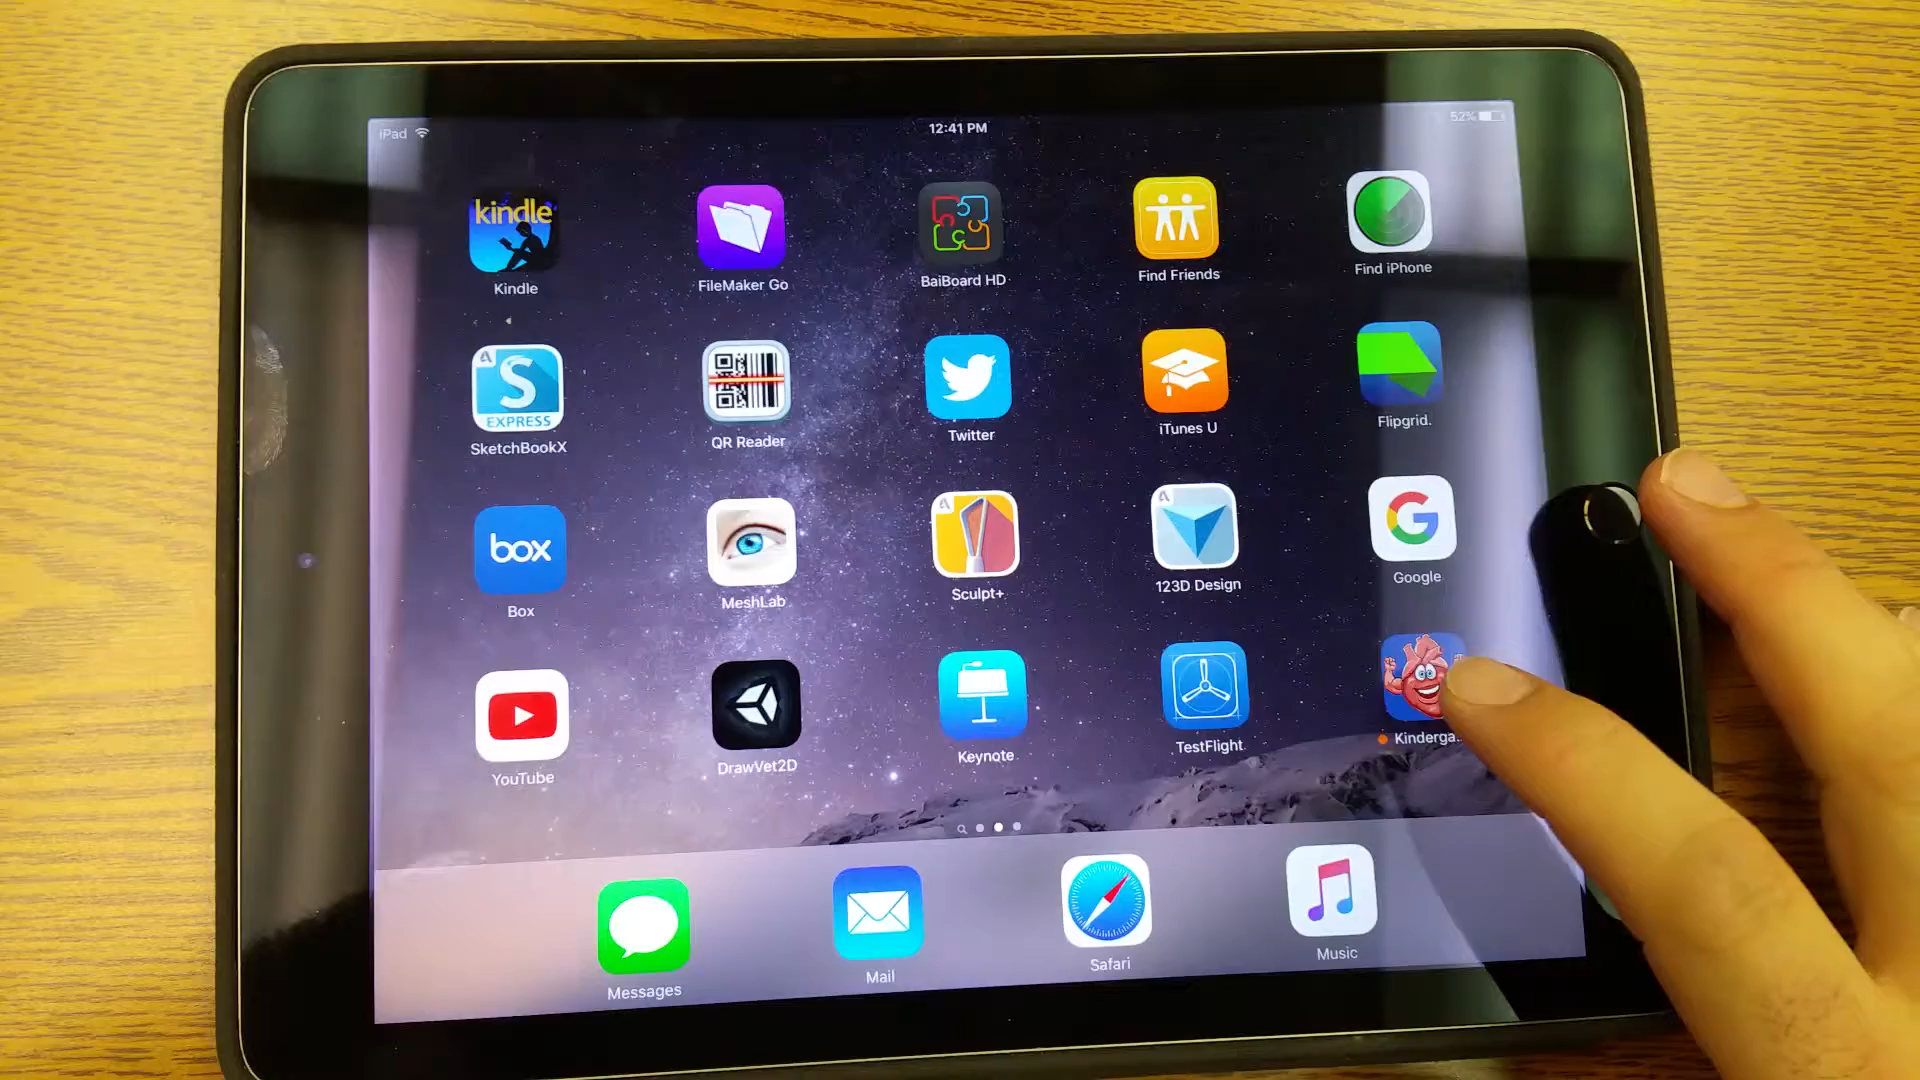 iPad 12:41 PM 52%
kindle
Kindle FileMaker Go BaiBoard HD Find Friends Find iPhone
S
EXPRESS
SketchBookX QR Reader Twitter iTunes U Flipgrid.
box G
Box MeshLab Sculpt+ 123D Design Google
YouTube DrawVet2D Keynote TestFlight Kinderga
Messages Mail Safari Music